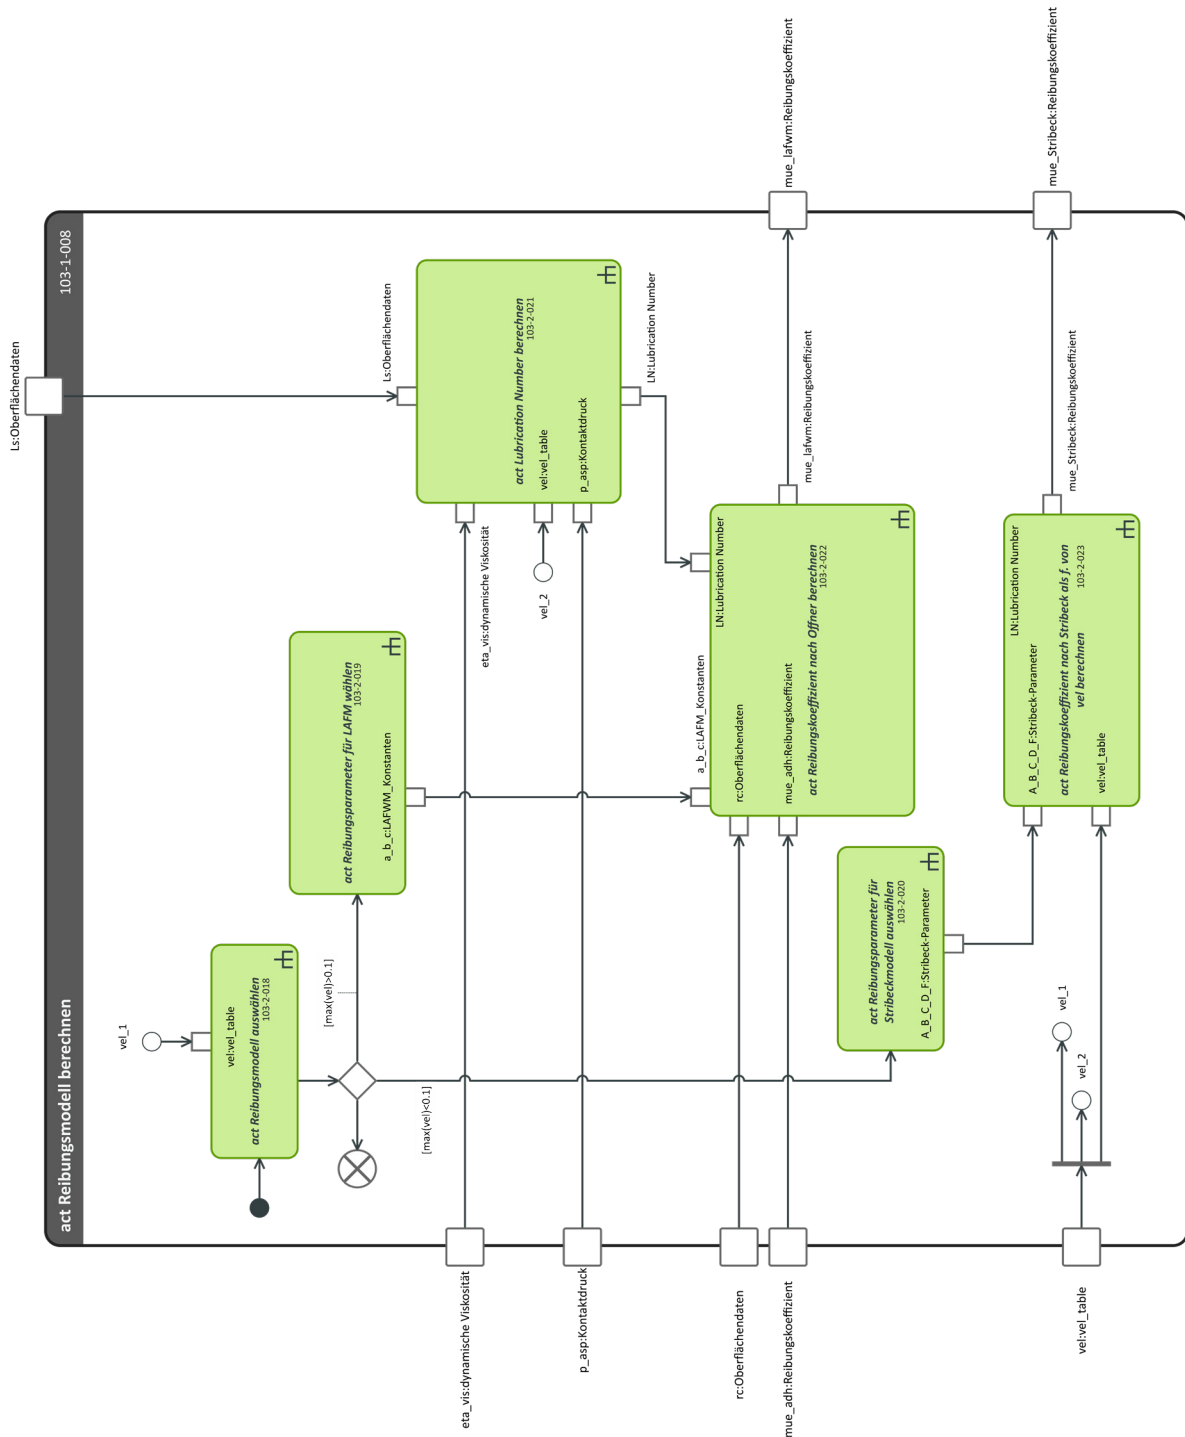 act Reibungsmodell berechnen
103-1-008
Ls:Oberflächendaten
vel_1
vel:vel_table
act Reibungsmodell auswählen
103-2-018
[max(vel)>0.1]
[max(vel)<0.1]
act Reibungsparameter für LAFM wählen
103-2-019
a_b_c:LAFWM_Konstanten
Ls:Oberflächendaten
act Lubrication Number berechnen
103-2-021
vel:vel_table
p_asp:Kontaktdruck
eta_vis:dynamische Viskosität
vel_2
LN:Lubrication Number
eta_vis:dynamische Viskosität
p_asp:Kontaktdruck
rc:Oberflächendaten
mue_adh:Reibungskoeffizient
a_b_c:LAFM_Konstanten
LN:Lubrication Number
rc:Oberflächendaten
mue_adh:Reibungskoeffizient
act Reibungskoeffizient nach Offner berechnen
103-2-022
mue_lafwm:Reibungskoeffizient
mue_lafwm:Reibungskoeffizient
act Reibungsparameter für
Stribeckmodell auswählen
103-2-020
A_B_C_D_F:Stribeck-Parameter
LN:Lubrication Number
A_B_C_D_F:Stribeck-Parameter
act Reibungskoeffizient nach Stribeck als f. von
103-2-023
vel berechnen
vel:vel_table
mue_Stribeck:Reibungskoeffizient
mue_Stribeck:Reibungskoeffizient
vel_1
vel_2
vel:vel_table